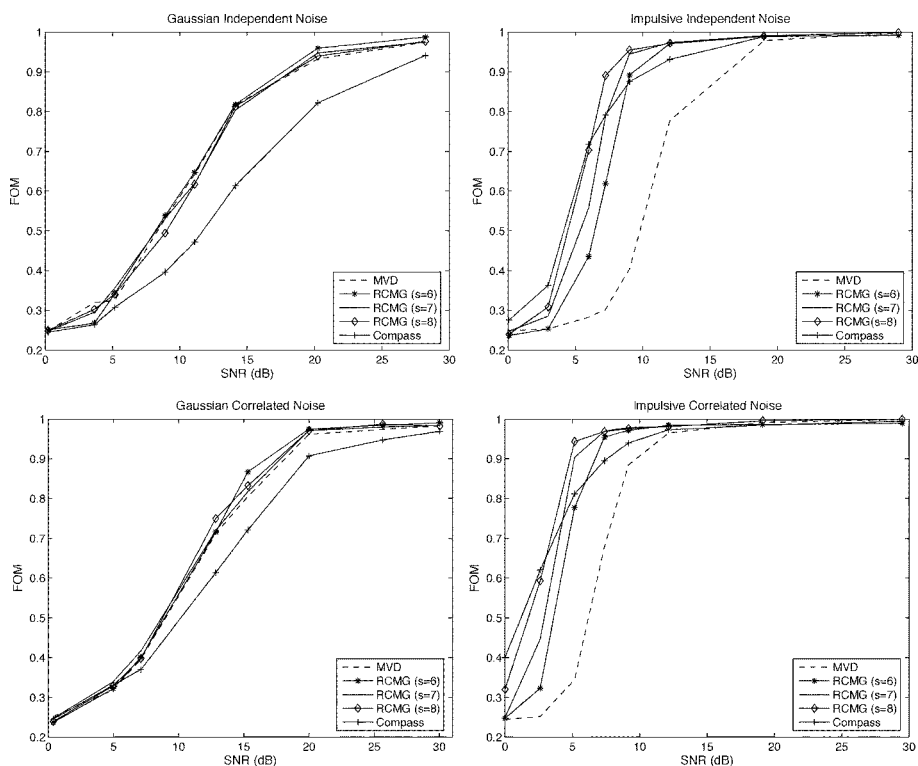 Gaussian Independent Noise
1
0.9
0.8
0.7
0.6
0.5
0.4
0.3
0.2
FOM
0
5
10
15
20
25
30
SNR (dB)
MVD
RCMG (s=6)
RCMG (s=7)
RCMG (s=8)
Compass
Impulsive Independent Noise
1
0.9
0.8
0.7
0.6
0.5
0.4
0.3
0.2
FOM
0
5
10
15
20
25
30
SNR (dB)
MVD
RCMG (s=6)
RCMG (s=7)
RCMG(s=8)
Compass
Gaussian Correlated Noise
1
0.9
0.8
0.7
0.6
0.5
0.4
0.3
0.2
FOM
0
5
10
15
20
25
30
SNR (dB)
MVD
RCMG (s=6)
RCMG (s=7)
RCMG (s=8)
Compass
Impulsive Correlated Noise
1
0.9
0.8
0.7
0.6
0.5
0.4
0.3
0.2
FOM
0
5
10
15
20
25
30
SNR (dB)
MVD
RCMG (s=6)
RCMG (s=7)
RCMG (s=8)
Compass